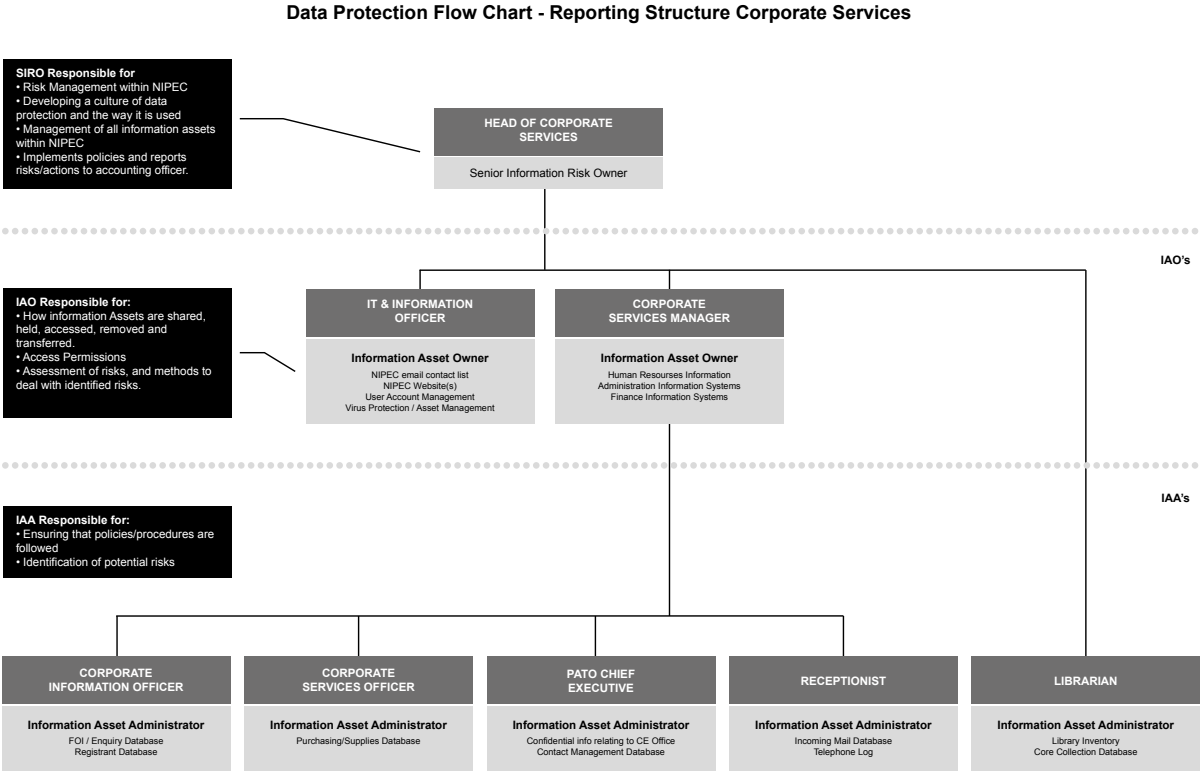 Data Protection Flow Chart - Reporting Structure Corporate Services
SIRO Responsible for
• Risk Management within NIPEC
• Developing a culture of data
protection and the way it is used
• Management of all information assets
within NIPEC
• Implements policies and reports
risks/actions to accounting officer.
HEAD OF CORPORATE
SERVICES
Senior Information Risk Owner
IAO's
IAO Responsible for:
• How information Assets are shared,
held, accessed, removed and
transferred.
• Access Permissions
• Assessment of risks, and methods to
deal with identified risks.
IT & INFORMATION
OFFICER
Information Asset Owner
NIPEC email contact list
NIPEC Website(s)
User Account Management
Virus Protection / Asset Management
CORPORATE
SERVICES MANAGER
Information Asset Owner
Human Resourses Information
Administration Information Systems
Finance Information Systems
IAA's
IAA Responsible for:
• Ensuring that policies/procedures are
followed
• Identification of potential risks
CORPORATE
INFORMATION OFFICER
Information Asset Administrator
FOI / Enquiry Database
Registrant Database
CORPORATE
SERVICES OFFICER
Information Asset Administrator
Purchasing/Supplies Database
PATO CHIEF
EXECUTIVE
Information Asset Administrator
Confidential info relating to CE Office
Contact Management Database
RECEPTIONIST
Information Asset Administrator
Incoming Mail Database
Telephone Log
LIBRARIAN
Information Asset Administrator
Library Inventory
Core Collection Database